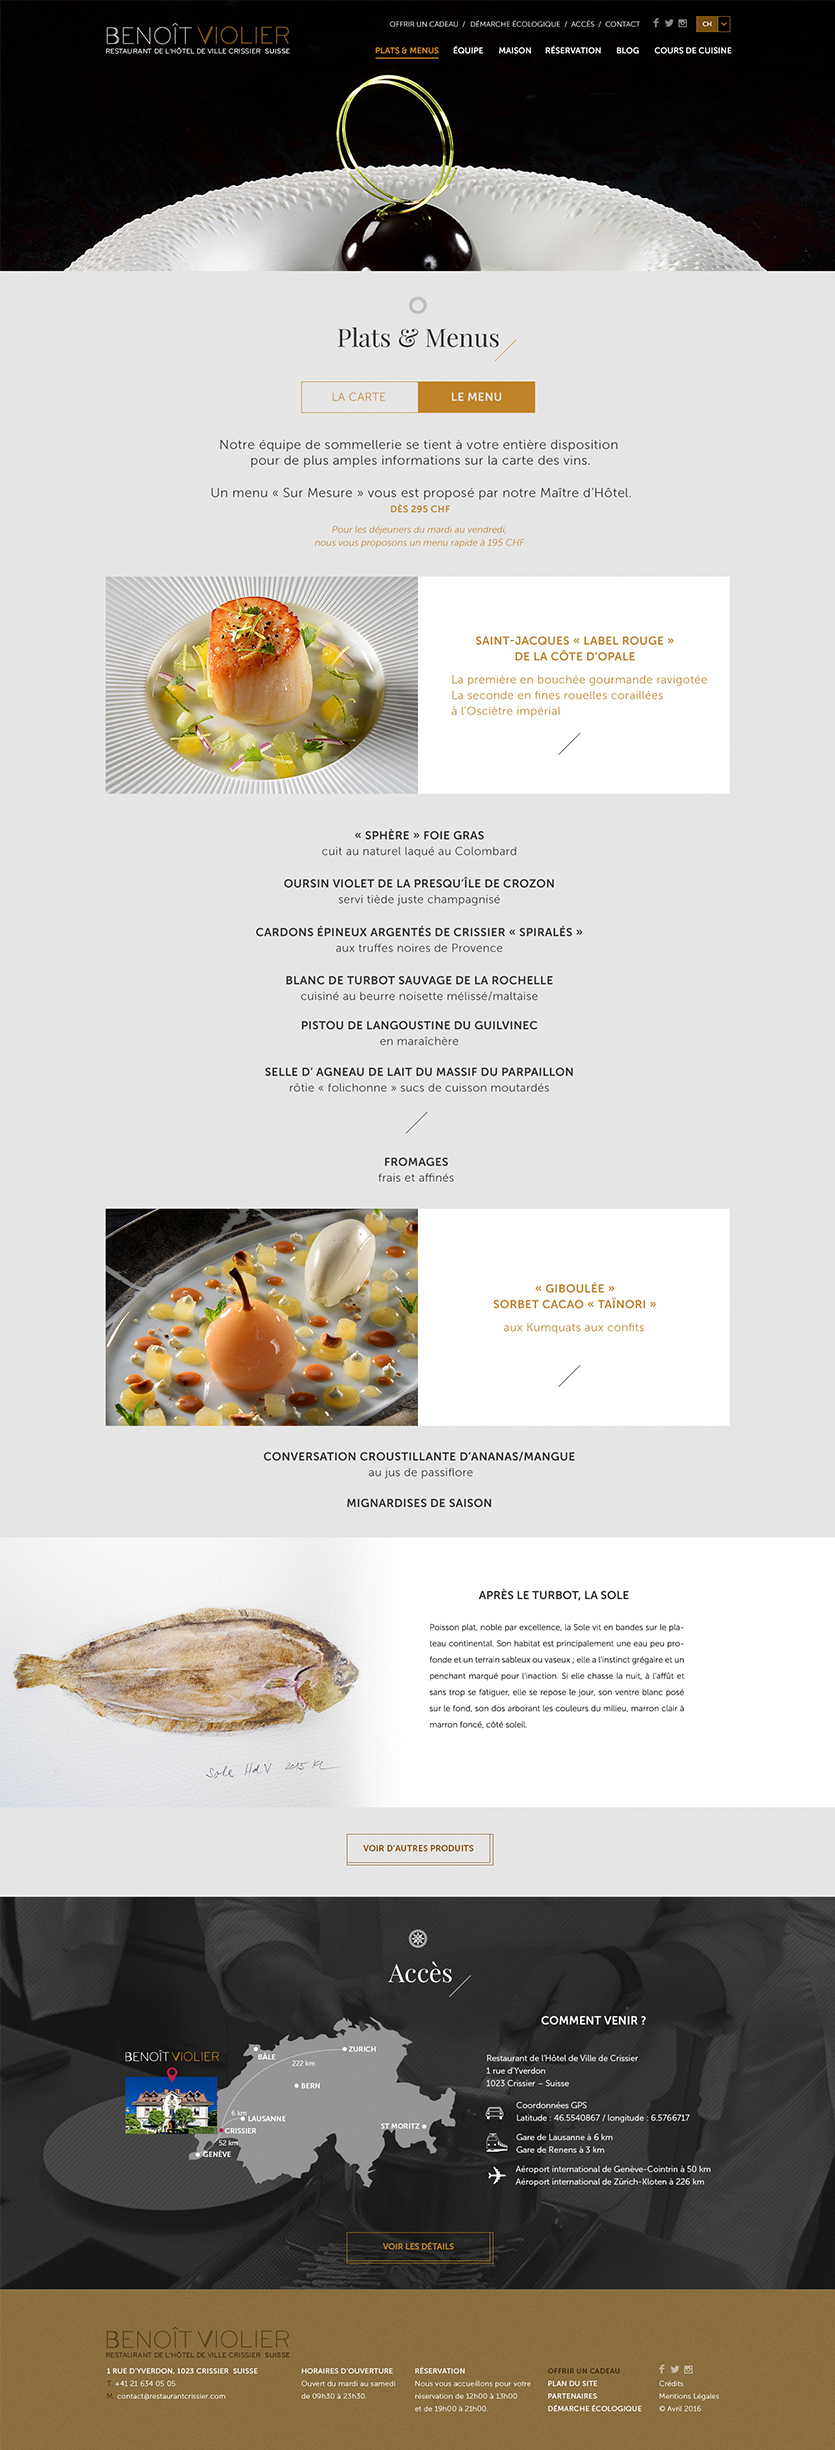 BENOÎT VIOLIER
RESTAURANT DE L'HÔTEL DE VILLE CRISSIER SUISSE
OFFRIR UN CADEAU / DÉMARCHE ÉCOLOGIQUE / ACCÈS / CONTACT
CH
PLATS & MENUS ÉQUIPE MAISON RÉSERVATION BLOG COURS DE CUISINE
Plats & Menus
LA CARTE LE MENU
Notre équipe de sommellerie se tient à votre entière disposition
pour de plus amples informations sur la carte des vins.
Un menu « Sur Mesure » vous est proposé par notre Maître d'Hôtel.
DÈS 295 CHF
Pour les déjeuners du mardi au vendredi,
nous vous proposons un menu rapide à 195 CHF
SAINT-JACQUES « LABEL ROUGE »
DE LA CÔTE D'OPALE
La première en bouchée gourmande ravigotée
La seconde en fines rouelles coraillées
à l'Osciètre impérial
« SPHÈRE » FOIE GRAS
cuit au naturel laqué au Colombard
OURSIN VIOLET DE LA PRESQU'ÎLE DE CROZON
servi tiède juste champagnisé
CARDONS ÉPINEUX ARGENTÉS DE CRISSIER « SPIRALÉS »
aux truffes noires de Provence
BLANC DE TURBOT SAUVAGE DE LA ROCHELLE
cuisiné au beurre noisette mélissé/maltaise
PISTOU DE LANGOUSTINE DU GUILVINEC
en maraîchère
SELLE D' AGNEAU DE LAIT DU MASSIF DU PARPAILLON
rôtie « folichonne » sucs de cuisson moutardés
FROMAGES
frais et affinés
« GIBOULÉE »
SORBET CACAO « TAÏNORI »
aux Kumquats aux confits
CONVERSATION CROUSTILLANTE D'ANANAS/MANGUE
au jus de passiflore
MIGNARDISES DE SAISON
sole HdV 2015 KL
APRÈS LE TURBOT, LA SOLE
Poisson plat, noble par excellence, la Sole vit en bandes sur le pla-
teau continental. Son habitat est principalement une eau peu pro-
fonde et un terrain sableux ou vaseux ; elle a l'instinct grégaire et un
penchant marqué pour l'inaction. Si elle chasse la nuit, à l'affût et
sans trop se fatiguer, elle se repose le jour, son ventre blanc posé
sur le fond, son dos arborant les couleurs du milieu, marron clair à
marron foncé, côté soleil.
VOIR D'AUTRES PRODUITS
Accès
BENOÎT VIOLIER
BÂLE
ZURICH
222 km
BERN
6 km
LAUSANNE
CRISSIER
ST MORITZ
52 km
GENÈVE
COMMENT VENIR ?
Restaurant de l'Hôtel de Ville de Crissier
1 rue d'Yverdon
1023 Crissier – Suisse
Coordonnées GPS
Latitude : 46.5540867 / longitude : 6.5766717
Gare de Lausanne à 6 km
Gare de Renens à 3 km
Aéroport international de Genève-Cointrin à 50 km
Aéroport international de Zürich-Kloten à 226 km
VOIR LES DÉTAILS
BENOÎT VIOLIER
RESTAURANT DE L'HÔTEL DE VILLE CRISSIER SUISSE
1 RUE D'YVERDON, 1023 CRISSIER SUISSE
T. +41 21 634 05 05
M. contact@restaurantcrissier.com
HORAIRES D'OUVERTURE
Ouvert du mardi au samedi
de 09h30 à 23h30.
RÉSERVATION
Nous vous accueillons pour votre
réservation de 12h00 à 13h00
et de 19h00 à 21h00.
OFFRIR UN CADEAU
PLAN DU SITE
PARTENAIRES
DÉMARCHE ÉCOLOGIQUE
Crédits
Mentions Légales
© Avril 2016